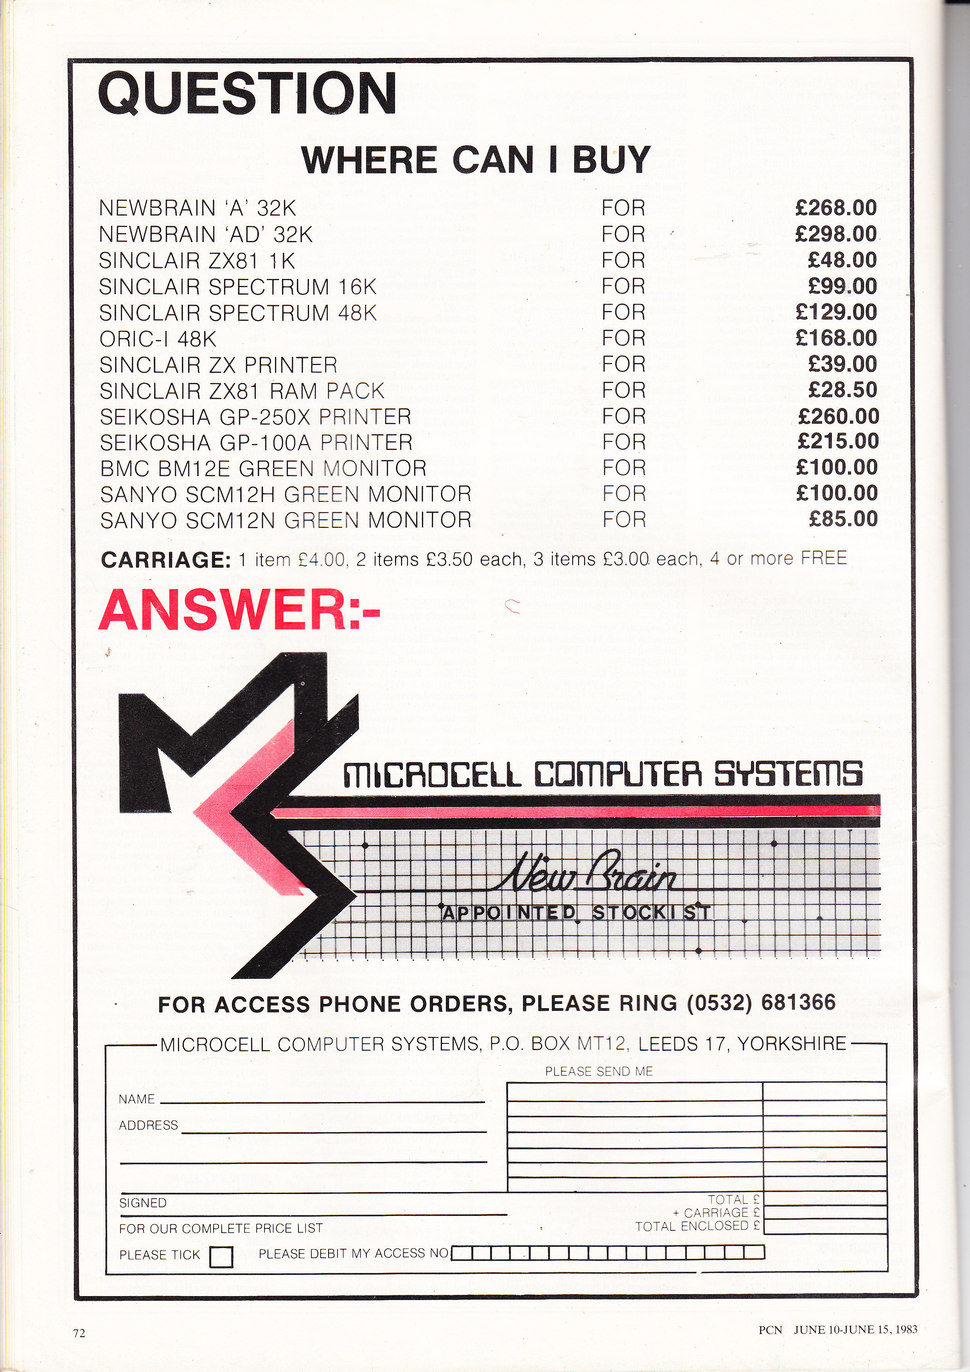 QUESTION
WHERE CAN I BUY
NEWBRAIN 'A' 32K FOR £268.00
NEWBRAIN 'AD' 32K FOR £298.00
SINCLAIR ZX81 1K FOR £48.00
SINCLAIR SPECTRUM 16K FOR £99.00
SINCLAIR SPECTRUM 48K FOR £129.00
ORIC-I 48K FOR £168.00
SINCLAIR ZX PRINTER FOR £39.00
SINCLAIR ZX81 RAM PACK FOR £28.50
SEIKOSHA GP-250X PRINTER FOR £260.00
SEIKOSHA GP-100A PRINTER FOR £215.00
BMC BM12E GREEN MONITOR FOR £100.00
SANYO SCM12H GREEN MONITOR FOR £100.00
SANYO SCM12N GREEN MONITOR FOR £85.00
CARRIAGE: 1 item £4.00, 2 items £3.50 each, 3 items £3.00 each, 4 or more FREE
ANSWER:-
MICROCELL COMPUTER SYSTEMS
New Brain
APPOINTED STOCKIST
FOR ACCESS PHONE ORDERS, PLEASE RING (0532) 681366
MICROCELL COMPUTER SYSTEMS, P.O. BOX MT12, LEEDS 17, YORKSHIRE
PLEASE SEND ME
NAME
ADDRESS
SIGNED
TOTAL £
+ CARRIAGE £
FOR OUR COMPLETE PRICE LIST
TOTAL ENCLOSED £
PLEASE TICK
PLEASE DEBIT MY ACCESS NO
72
PCN JUNE 10-JUNE 15, 1983